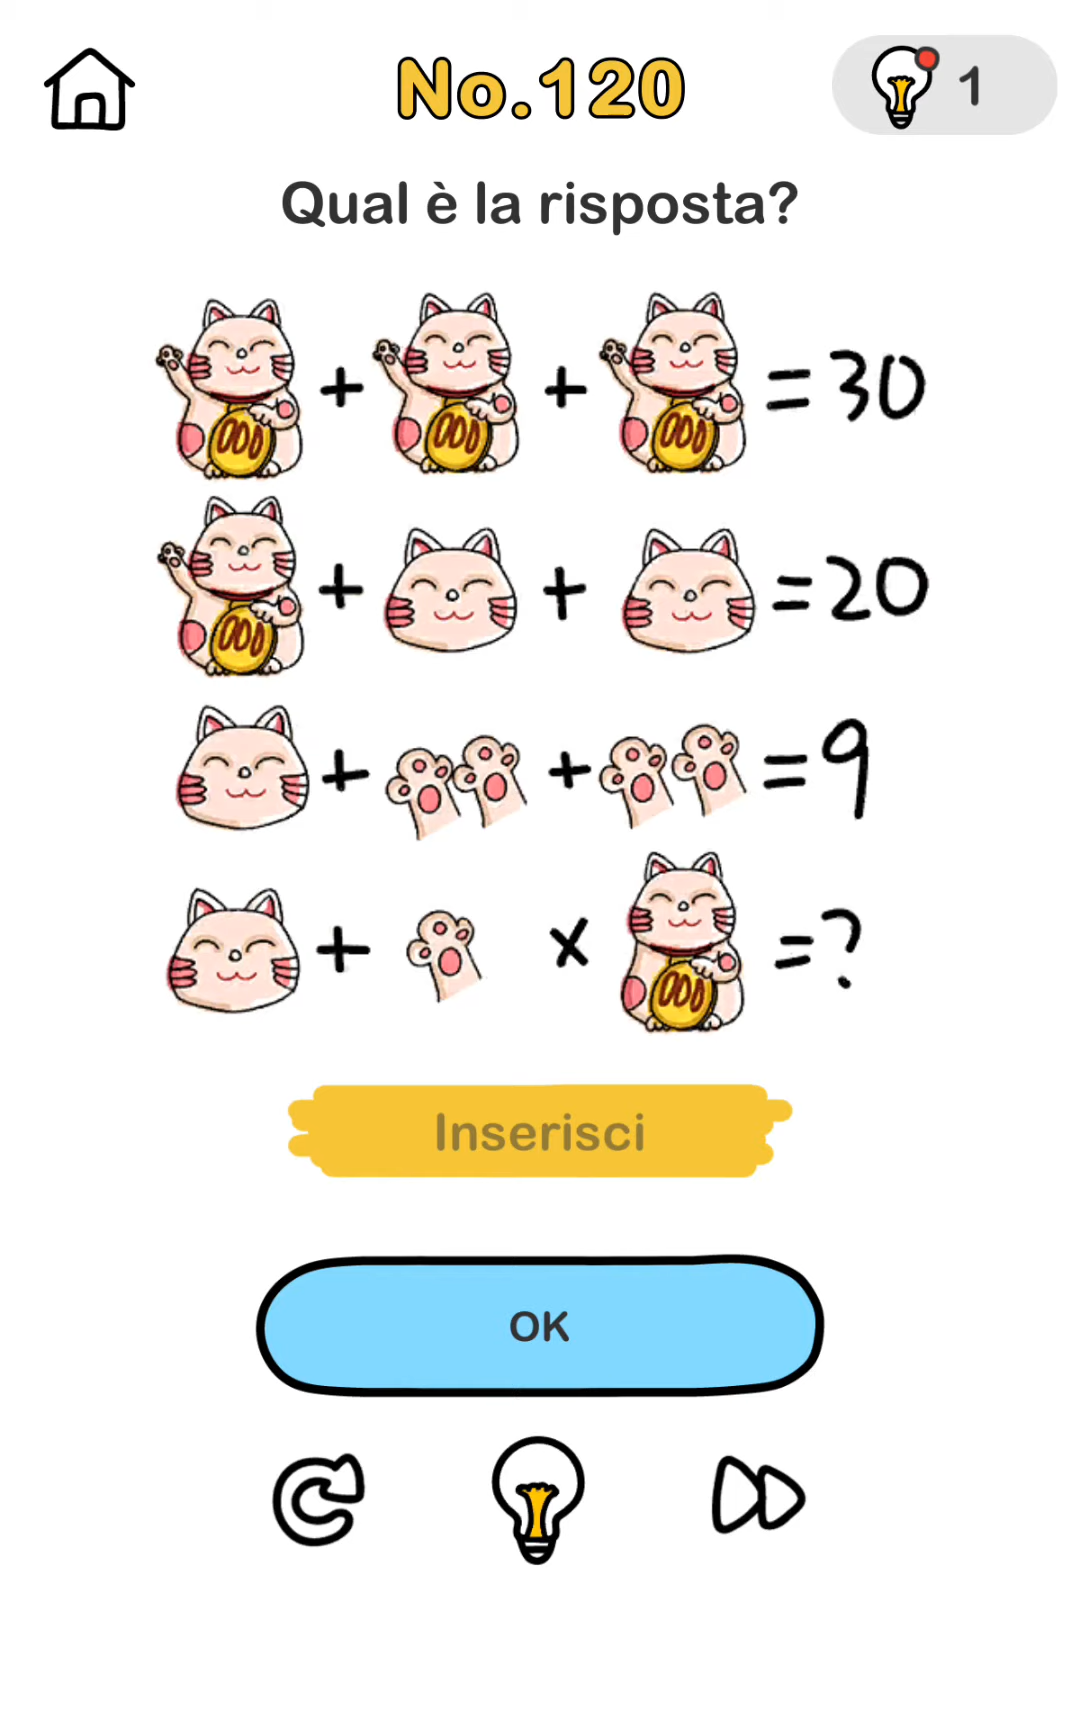 No.120
1
Qual è la risposta?
+ + = 30
+ + = 20
+ + = 9
+ x = ?
Inserisci
OK